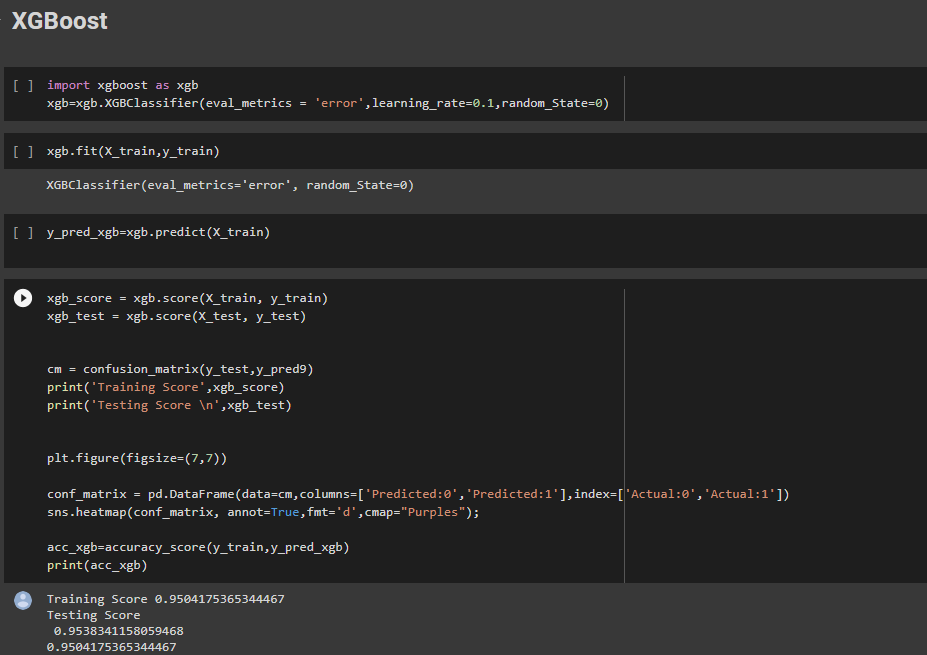 XGBoost
[ ] import xgboost as xgb
xgb=xgb.XGBClassifier(eval_metrics = 'error',learning_rate=0.1,random_State=0)
[ ] xgb.fit(X_train,y_train)
XGBClassifier(eval_metrics='error', random_State=0)
[ ] y_pred_xgb=xgb.predict(X_train)
xgb_score = xgb.score(X_train, y_train)
xgb_test = xgb.score(X_test, y_test)
cm = confusion_matrix(y_test,y_pred9)
print('Training Score',xgb_score)
print('Testing Score \n',xgb_test)
plt.figure(figsize=(7,7))
conf_matrix = pd.DataFrame(data=cm,columns=['Predicted:0','Predicted:1'],index=['Actual:0','Actual:1'])
sns.heatmap(conf_matrix, annot=True,fmt='d',cmap="Purples");
acc_xgb=accuracy_score(y_train,y_pred_xgb)
print(acc_xgb)
Training Score 0.9504175365344467
Testing Score
0.9538341158059468
0.9504175365344467